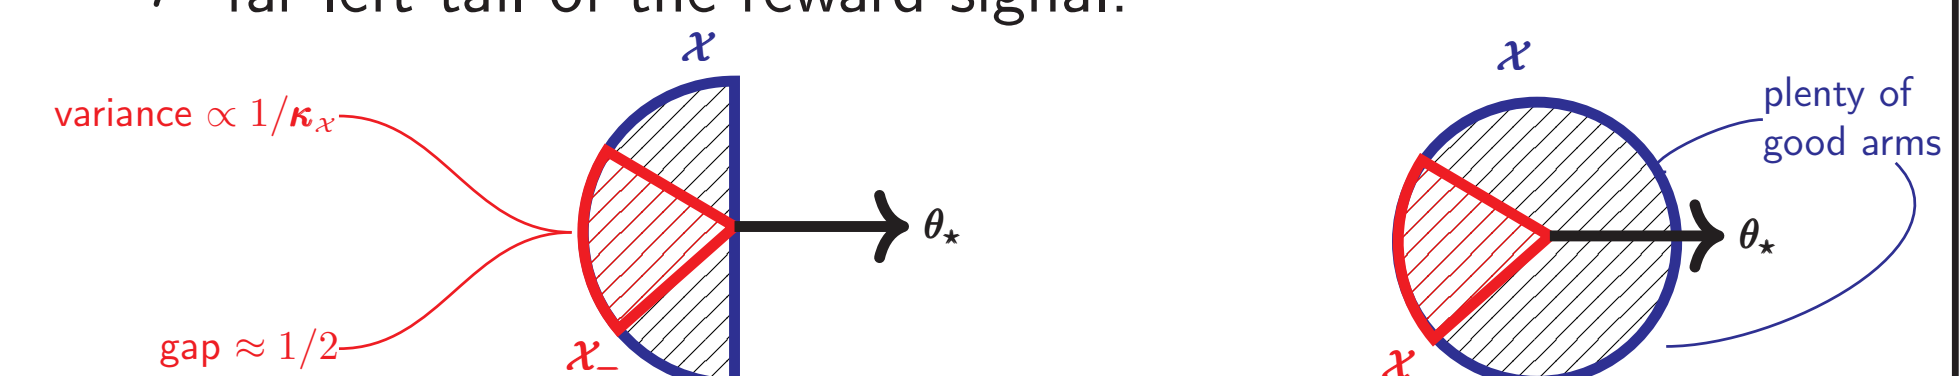 far left tail of the reward signal.
𝒳
variance ∝ 1/κ_𝒳
θ⋆
gap ≈ 1/2
𝒳₋
𝒳
plenty of
good arms
θ⋆
𝒳